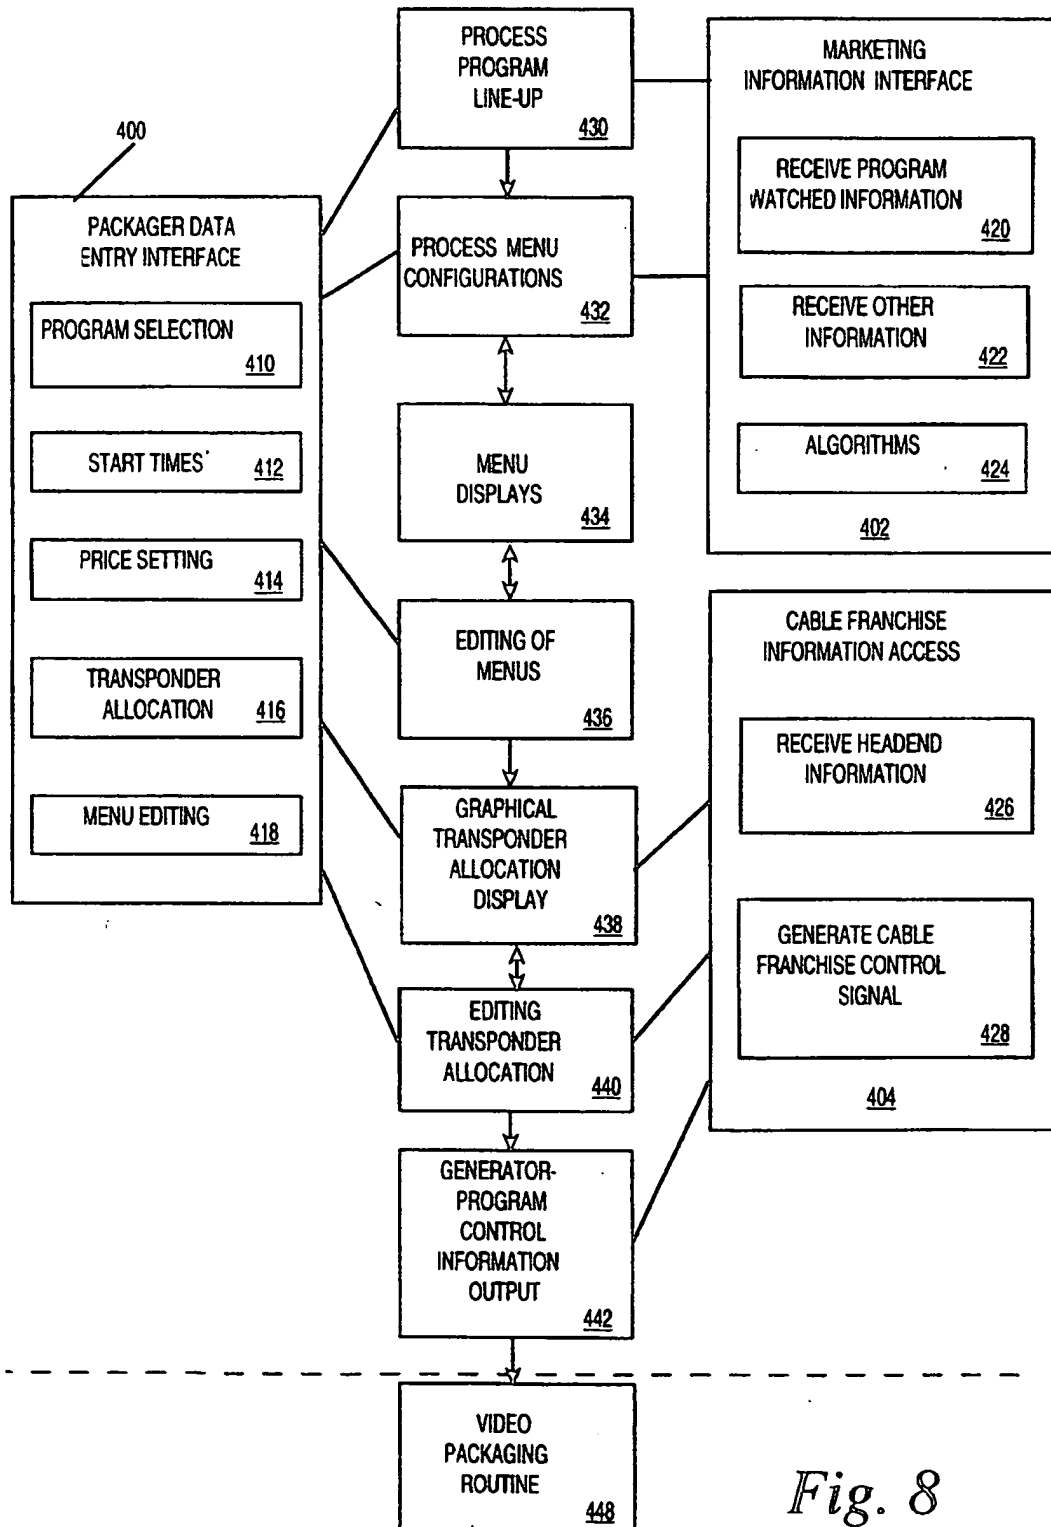 400
PACKAGER DATA
ENTRY INTERFACE
PROGRAM SELECTION
410
START TIMES
412
PRICE SETTING
414
TRANSPONDER
ALLOCATION
416
MENU EDITING
418
PROCESS
PROGRAM
LINE-UP
430
PROCESS MENU
CONFIGURATIONS
432
MENU
DISPLAYS
434
EDITING OF
MENUS
436
GRAPHICAL
TRANSPONDER
ALLOCATION
DISPLAY
438
EDITING
TRANSPONDER
ALLOCATION
440
GENERATOR-
PROGRAM
CONTROL
INFORMATION
OUTPUT
442
VIDEO
PACKAGING
ROUTINE
448
MARKETING
INFORMATION INTERFACE
RECEIVE PROGRAM
WATCHED INFORMATION
420
RECEIVE OTHER
INFORMATION
422
ALGORITHMS
424
402
CABLE FRANCHISE
INFORMATION ACCESS
RECEIVE HEADEND
INFORMATION
426
GENERATE CABLE
FRANCHISE CONTROL
SIGNAL
428
404
Fig. 8